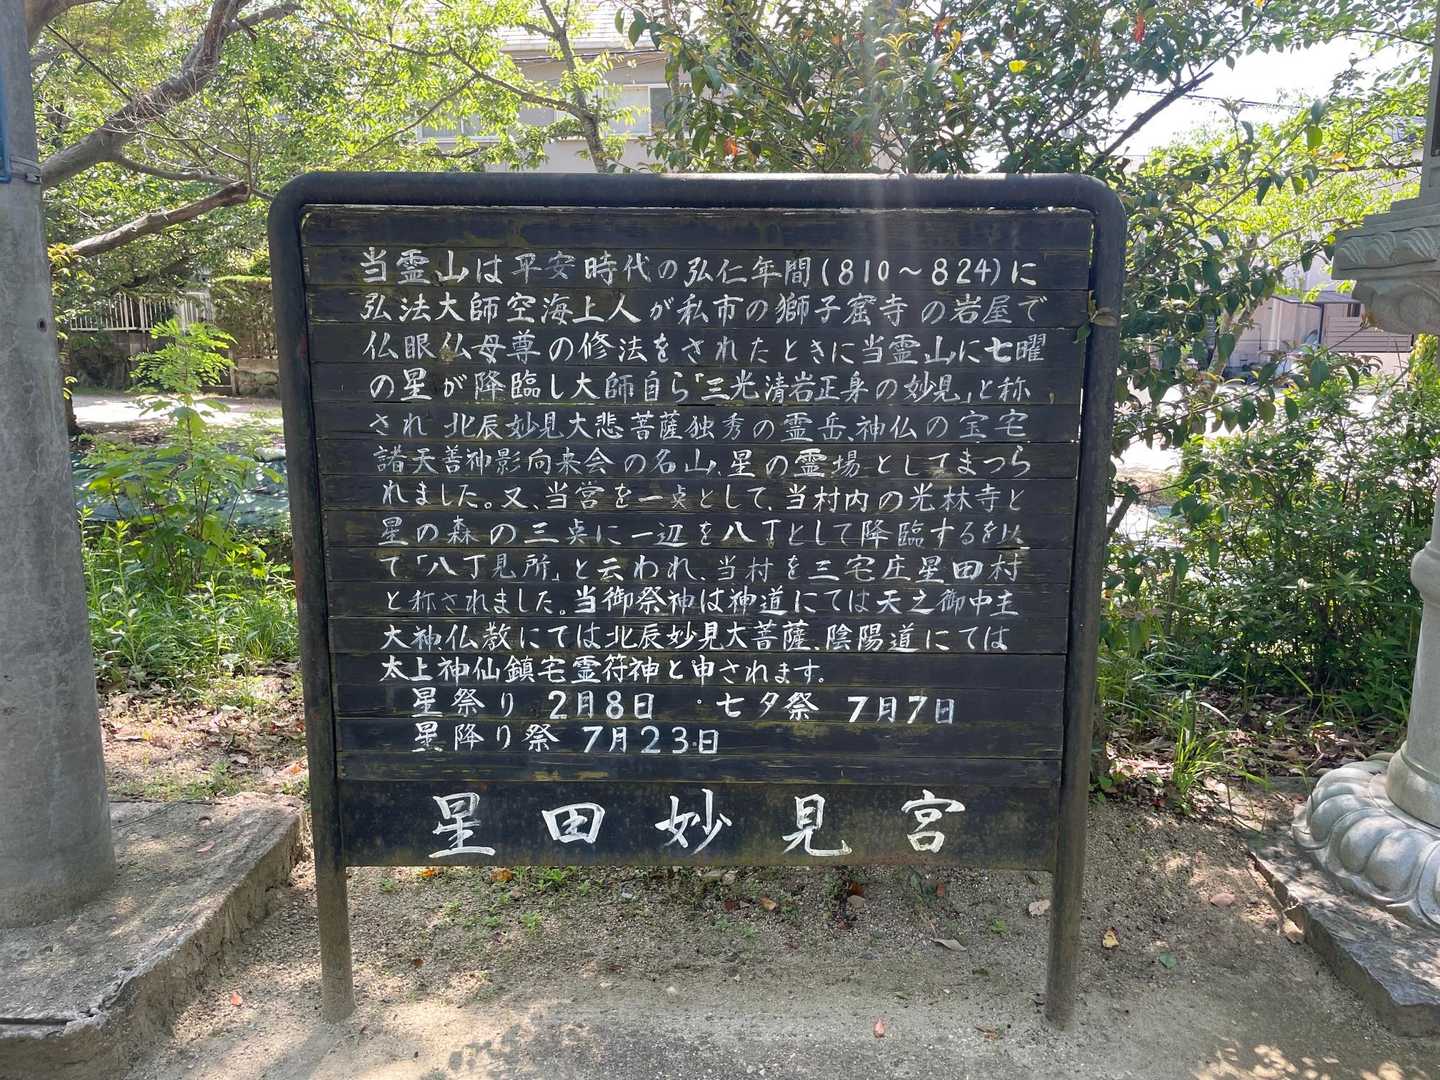 当霊山は平安時代の弘仁年間(810～824)に
弘法大師空海上人が私市の獅子窟寺の岩屋で
仏眼仏母尊の修法をされたときに当霊山に七曜
の星が降臨し大師自ら「三光清岩正身の妙見」と称
され 北辰妙見大悲菩薩独秀の霊岳、神仏の宝宅
諸天善神影向来会の名山、星の霊場としてまつら
れました。又、当宮を一点として、当村内の光林寺と
星の森の三点に一辺を八丁として降臨するを以
て「八丁見所」と云われ、当村を三宅庄星田村
と称されました。当御祭神は神道にては天之御中主
大神、仏教にては北辰妙見大菩薩、陰陽道にては
太上神仙鎮宅霊符神と申されます。
星祭り 2月8日 ・七夕祭 7月7日
星降り祭 7月23日
星田妙見宮